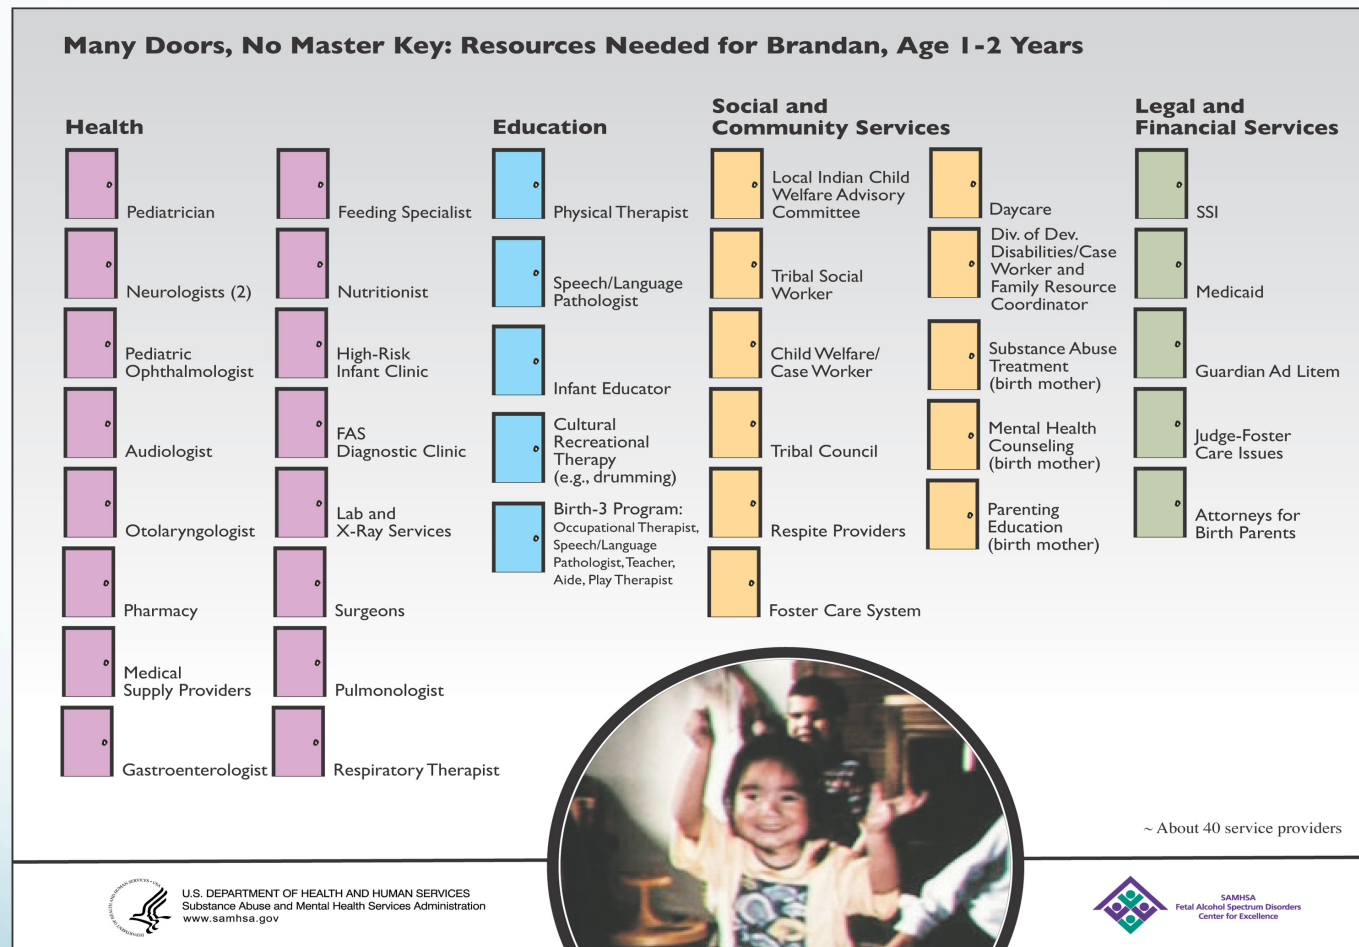 Many Doors, No Master Key: Resources Needed for Brandan, Age 1-2 Years
Health
Pediatrician
Neurologists (2)
Pediatric
Ophthalmologist
Audiologist
Otolaryngologist
Pharmacy
Medical
Supply Providers
Gastroenterologist
Feeding Specialist
Nutritionist
High-Risk
Infant Clinic
FAS
Diagnostic Clinic
Lab and
X-Ray Services
Surgeons
Pulmonologist
Respiratory Therapist
Education
Physical Therapist
Speech/Language
Pathologist
Infant Educator
Cultural
Recreational
Therapy
(e.g., drumming)
Birth-3 Program:
Occupational Therapist,
Speech/Language
Pathologist, Teacher,
Aide, Play Therapist
Social and
Community Services
Local Indian Child
Welfare Advisory
Committee
Tribal Social
Worker
Child Welfare/
Case Worker
Tribal Council
Respite Providers
Foster Care System
Daycare
Div. of Dev.
Disabilities/Case
Worker and
Family Resource
Coordinator
Substance Abuse
Treatment
(birth mother)
Mental Health
Counseling
(birth mother)
Parenting
Education
(birth mother)
Legal and
Financial Services
SSI
Medicaid
Guardian Ad Litem
Judge-Foster
Care Issues
Attorneys for
Birth Parents
~ About 40 service providers
DEPARTMENT OF HEALTH AND HUMAN SERVICES • USA
U.S. DEPARTMENT OF HEALTH AND HUMAN SERVICES
Substance Abuse and Mental Health Services Administration
www.samhsa.gov
SAMHSA
Fetal Alcohol Spectrum Disorders
Center for Excellence